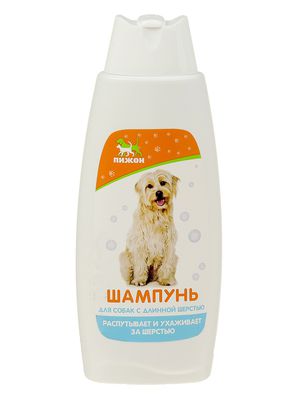 ПИЖОН
ШАМПУНЬ
ДЛЯ СОБАК С ДЛИННОЙ ШЕРСТЬЮ
РАСПУТЫВАЕТ И УХАЖИВАЕТ
ЗА ШЕРСТЬЮ